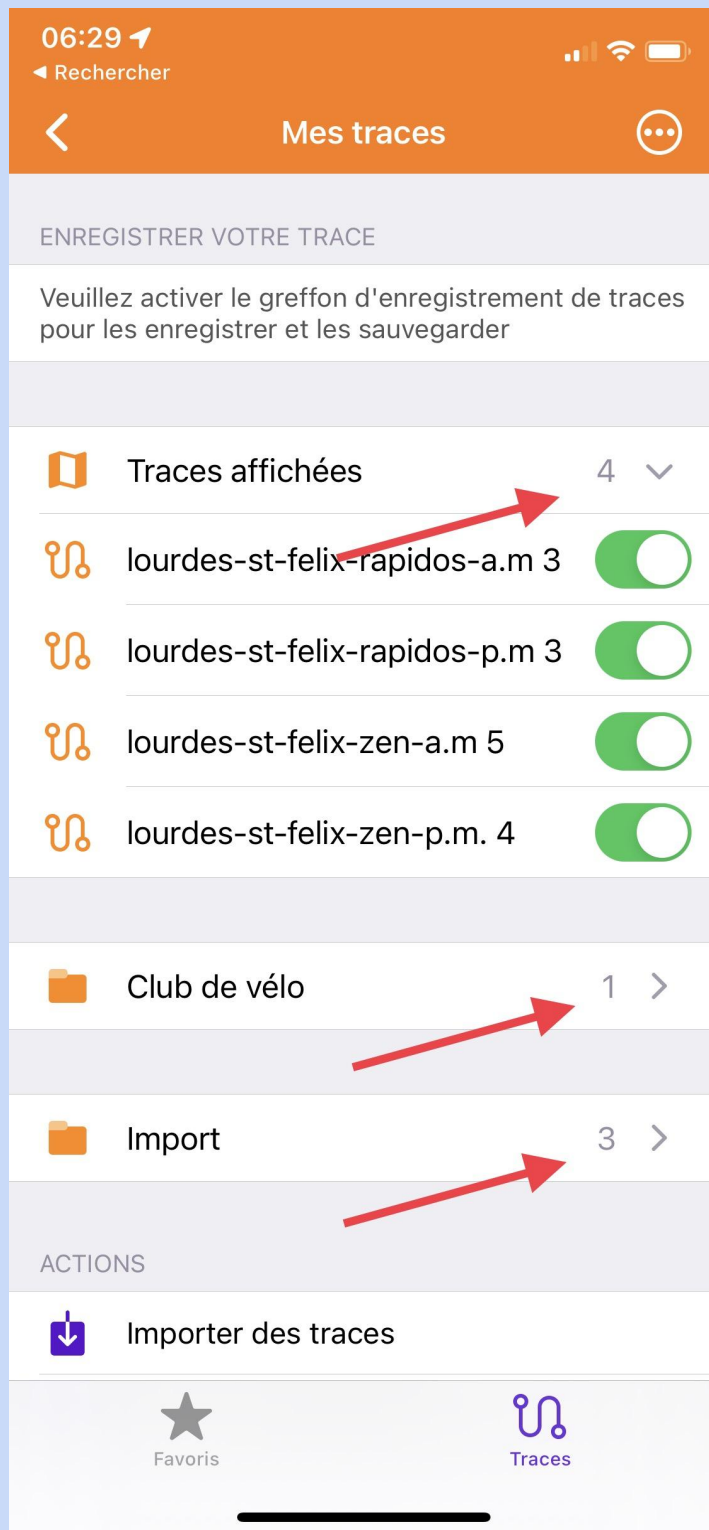 06:29
◀ Rechercher
Mes traces
ENREGISTRER VOTRE TRACE
Veuillez activer le greffon d'enregistrement de traces
pour les enregistrer et les sauvegarder
Traces affichées 4
lourdes-st-felix-rapidos-a.m 3
lourdes-st-felix-rapidos-p.m 3
lourdes-st-felix-zen-a.m 5
lourdes-st-felix-zen-p.m. 4
Club de vélo 1
Import 3
ACTIONS
Importer des traces
Favoris Traces